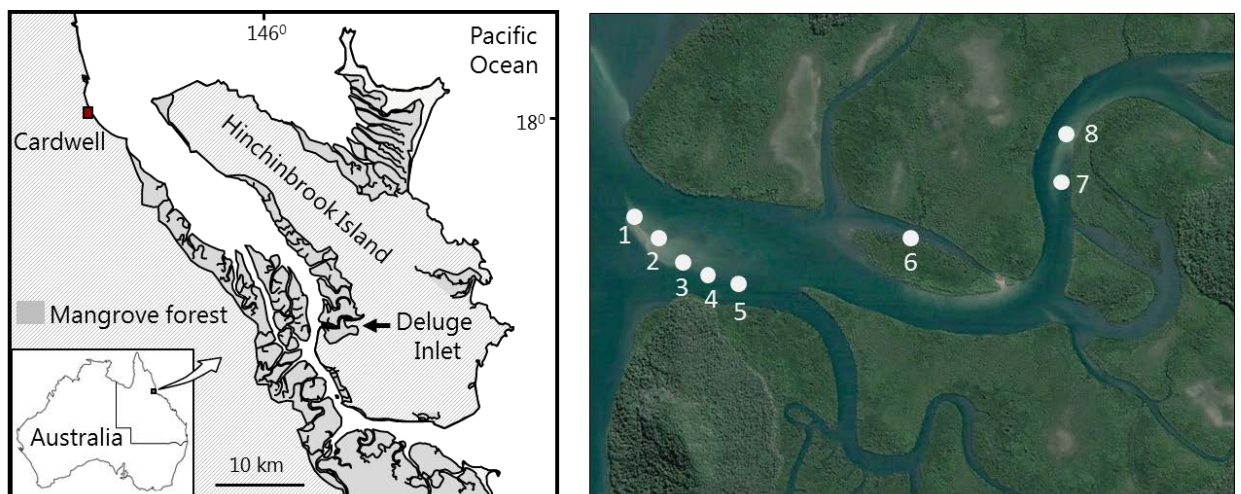 146⁰
Pacific
Ocean
18⁰
Cardwell
Hinchinbrook Island
Mangrove forest
Deluge
Inlet
Australia
10 km
1
2
3
4
5
6
7
8